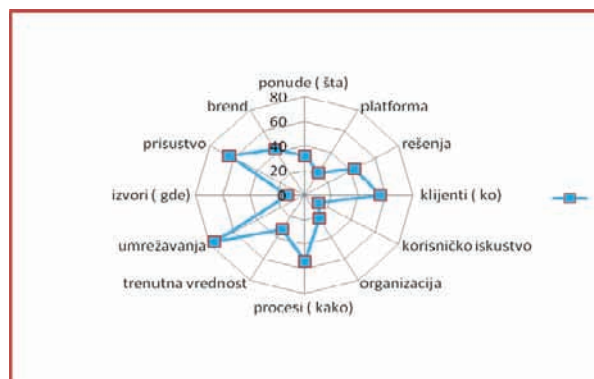 ponude ( šta)
platforma
rešenja
klijenti ( ko)
korisničko iskustvo
organizacija
procesi ( kako)
trenutna vrednost
umrežavanja
izvori ( gde)
prisustvo
brend
80
60
40
20
0